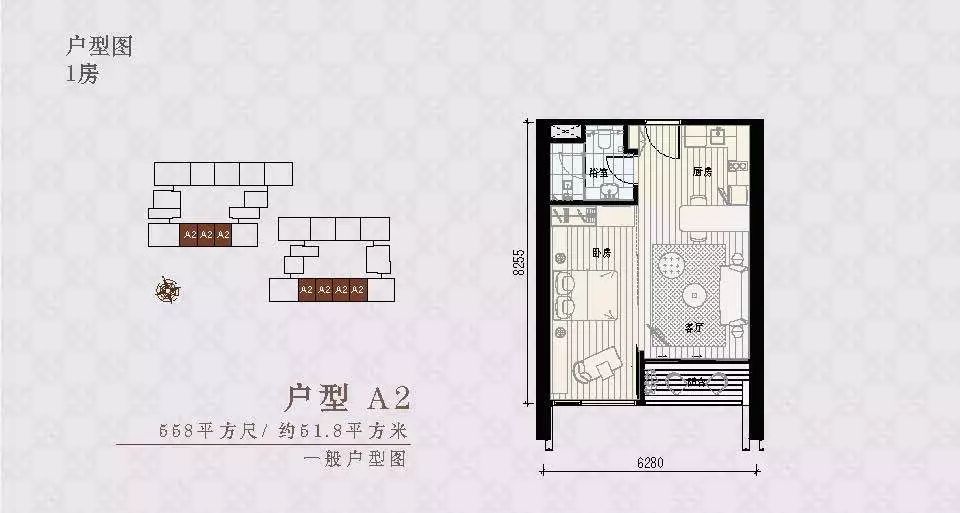 户型图
1房
A2 A2 A2
A2 A2 A2 A2
户型 A2
558平方尺/ 约51.8平方米
一般户型图
浴室
厨房
卧房
客厅
阳台
8255
6280